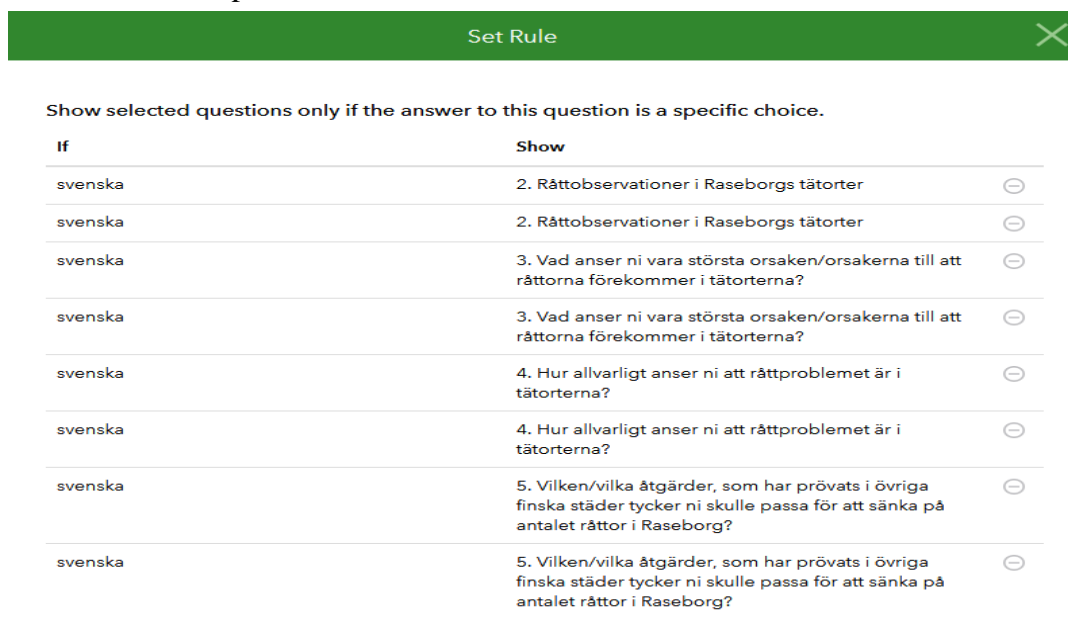 Set Rule
Show selected questions only if the answer to this question is a specific choice.
If Show
svenska 2. Råttobservationer i Raseborgs tätorter
svenska 2. Råttobservationer i Raseborgs tätorter
svenska 3. Vad anser ni vara största orsaken/orsakerna till att
råttorna förekommer i tätorterna?
svenska 3. Vad anser ni vara största orsaken/orsakerna till att
råttorna förekommer i tätorterna?
svenska 4. Hur allvarligt anser ni att råttproblemet är i
tätorterna?
svenska 4. Hur allvarligt anser ni att råttproblemet är i
tätorterna?
svenska 5. Vilken/vilka åtgärder, som har prövats i övriga
finska städer tycker ni skulle passa för att sänka på
antalet råttor i Raseborg?
svenska 5. Vilken/vilka åtgärder, som har prövats i övriga
finska städer tycker ni skulle passa för att sänka på
antalet råttor i Raseborg?